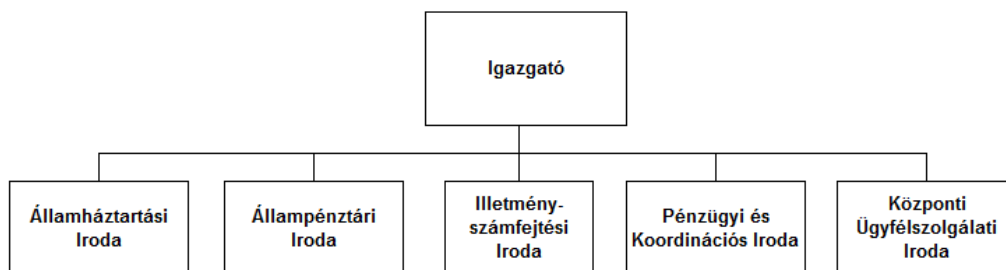 Igazgató
Államháztartási
Iroda
Állampénztári
Iroda
Illetmény-
számfejtési
Iroda
Pénzügyi és
Koordinációs Iroda
Központi
Ügyfélszolgálati
Iroda